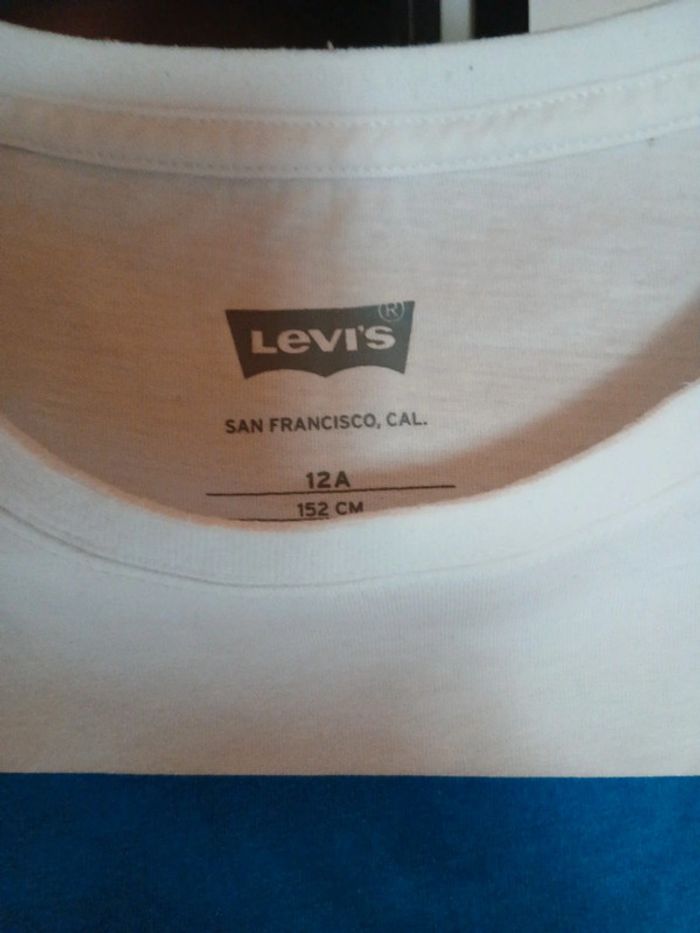 LEVI'S ®
SAN FRANCISCO, CAL.
12A
152 CM